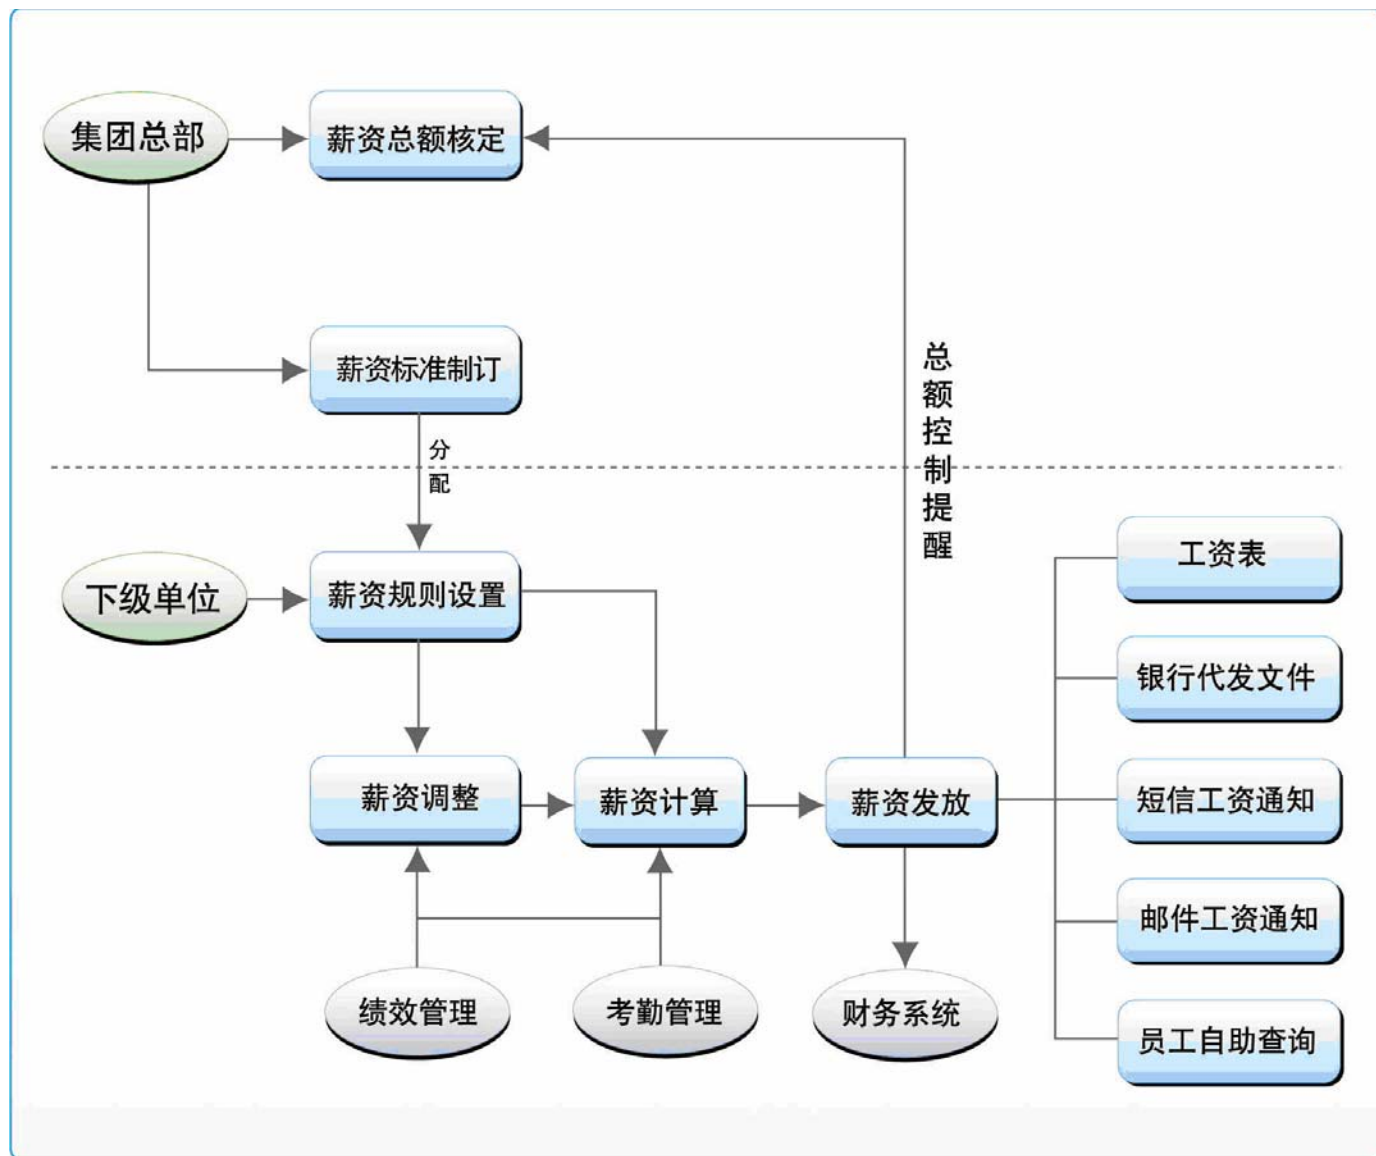 集团总部
薪资总额核定
薪资标准制订
分配
总额控制提醒
下级单位
薪资规则设置
薪资调整
薪资计算
薪资发放
绩效管理
考勤管理
财务系统
工资表
银行代发文件
短信工资通知
邮件工资通知
员工自助查询